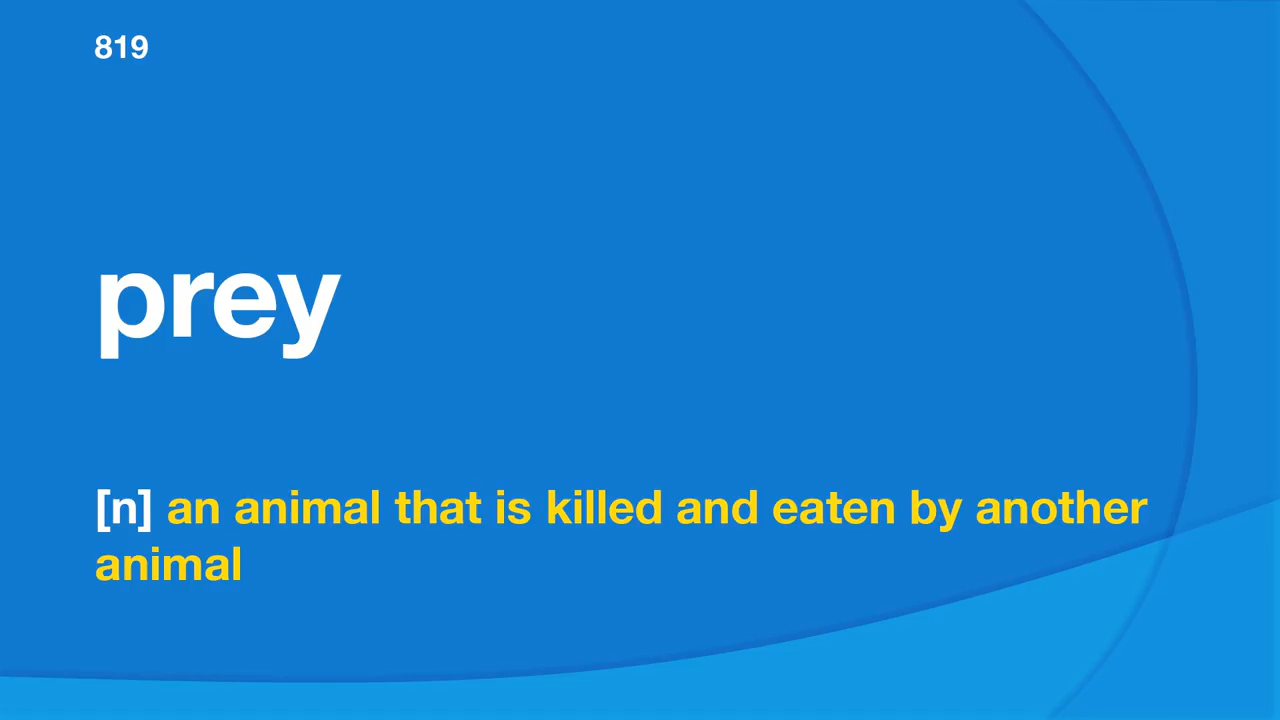 819
prey
[n] an animal that is killed and eaten by another
animal